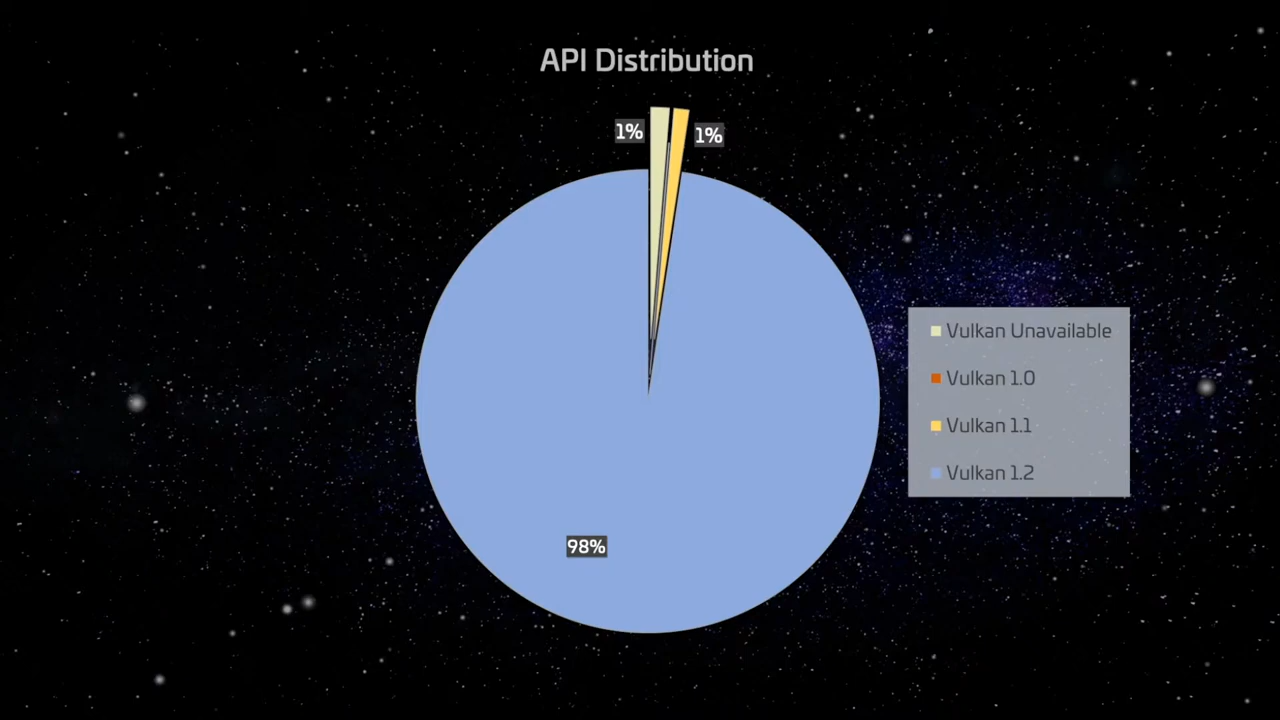 API Distribution
1%
1%
98%
Vulkan Unavailable
Vulkan 1.0
Vulkan 1.1
Vulkan 1.2